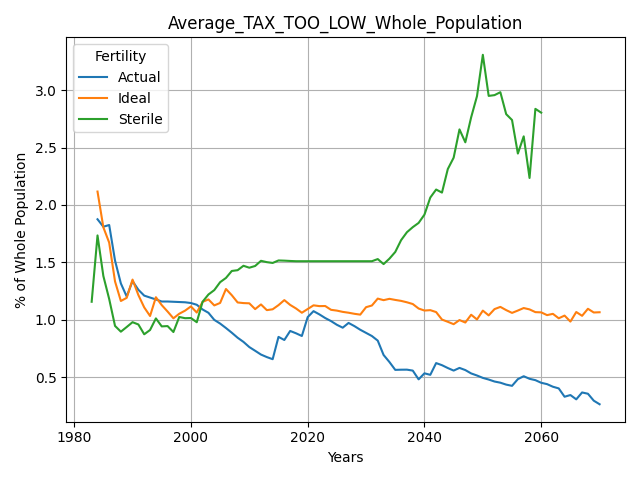 Average_TAX_TOO_LOW_Whole_Population
Fertility
Actual
Ideal
Sterile
% of Whole Population
3.0
2.5
2.0
1.5
1.0
0.5
1980
2000
2020
2040
2060
Years